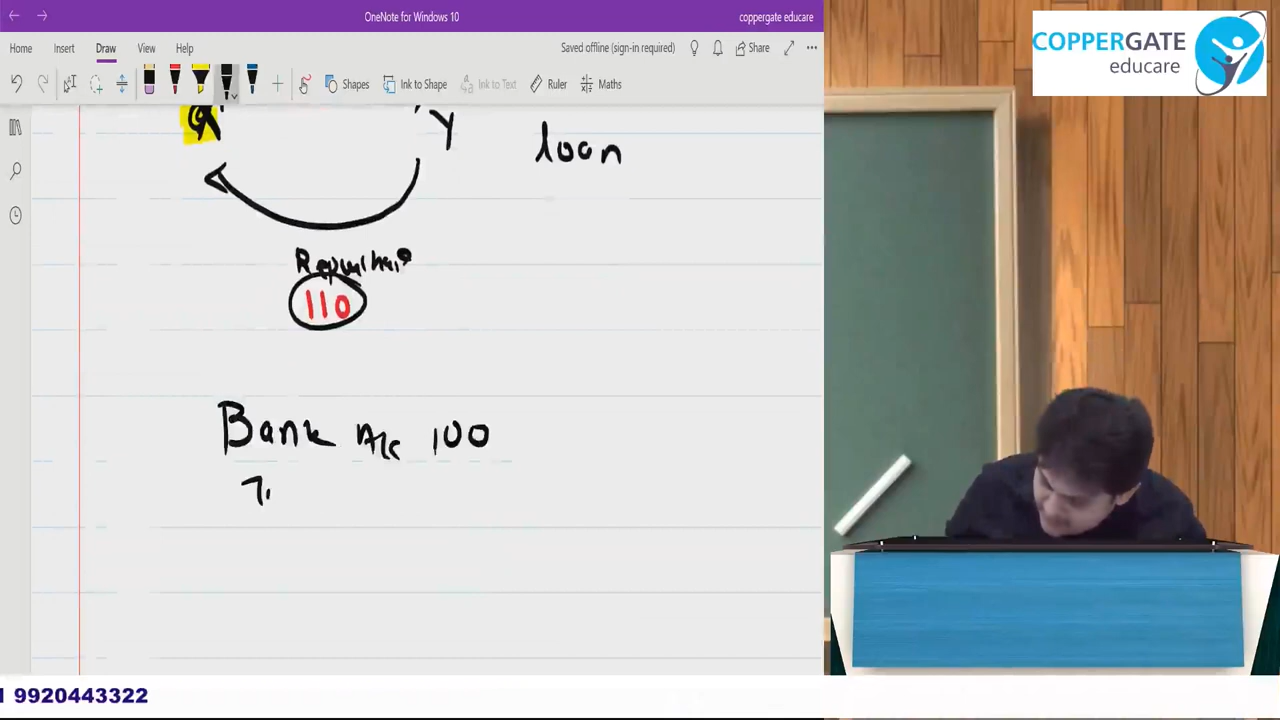 OneNote for Windows 10
coppergate educare
Home Insert Draw View Help
Saved offline (sign-in required)
Share
Shapes
Ink to Shape
Ink to Text
Ruler
Maths
COPPERGATE
educare
Y
loan
110
Bank A/c 100
9920443322